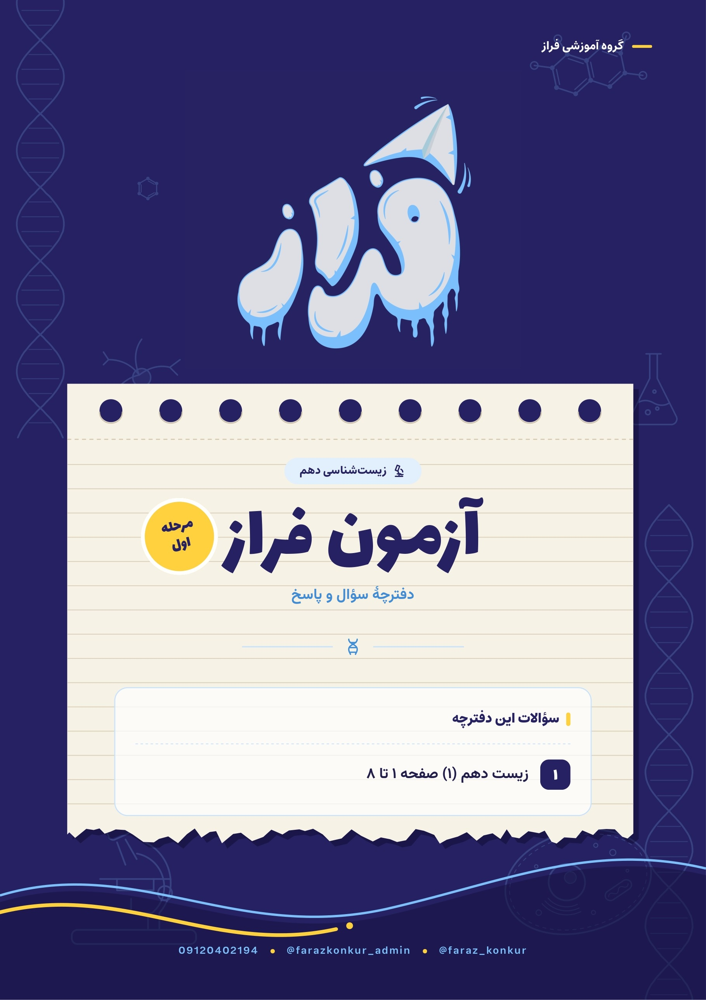 گروه آموزشی فراز
فراز
زیست‌شناسی دهم
آزمون فراز
مرحله
اول
دفترچهٔ سؤال و پاسخ
سؤالات این دفترچه
۱ زیست دهم (۱) صفحه ۱ تا ۸
09120402194 • @farazkonkur_admin • @faraz_konkur